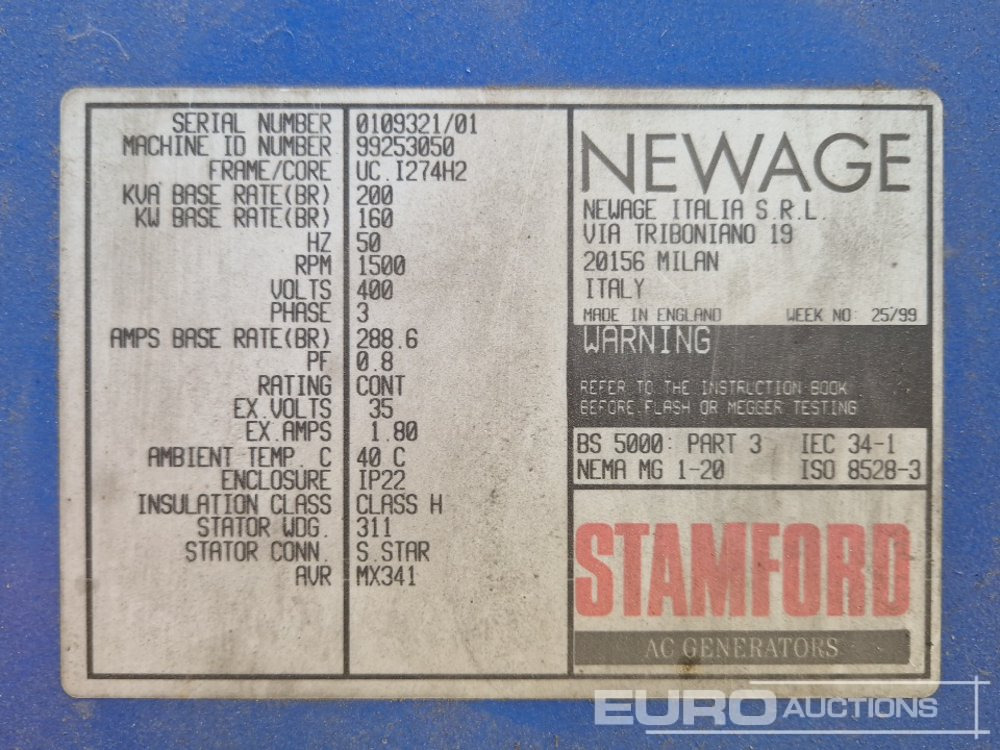 SERIAL NUMBER 0109321/01
MACHINE ID NUMBER 99253050
FRAME/CORE UC.I274H2
KVA BASE RATE(BR) 200
KW BASE RATE(BR) 160
HZ 50
RPM 1500
VOLTS 400
PHASE 3
AMPS BASE RATE(BR) 288.6
PF 0.8
RATING CONT
EX.VOLTS 35
EX.AMPS 1.80
AMBIENT TEMP. C 40 C
ENCLOSURE IP22
INSULATION CLASS CLASS H
STATOR WDG. 311
STATOR CONN. S.STAR
AVR MX341
NEWAGE
NEWAGE ITALIA S.R.L.
VIA TRIBONIANO 19
20156 MILAN
ITALY
MADE IN ENGLAND WEEK NO: 25/99
WARNING
REFER TO THE INSTRUCTION BOOK
BEFORE FLASH OR MEGGER TESTING
BS 5000: PART 3 IEC 34-1
NEMA MG 1-20 ISO 8528-3
STAMFORD
AC GENERATORS
EURO AUCTIONS